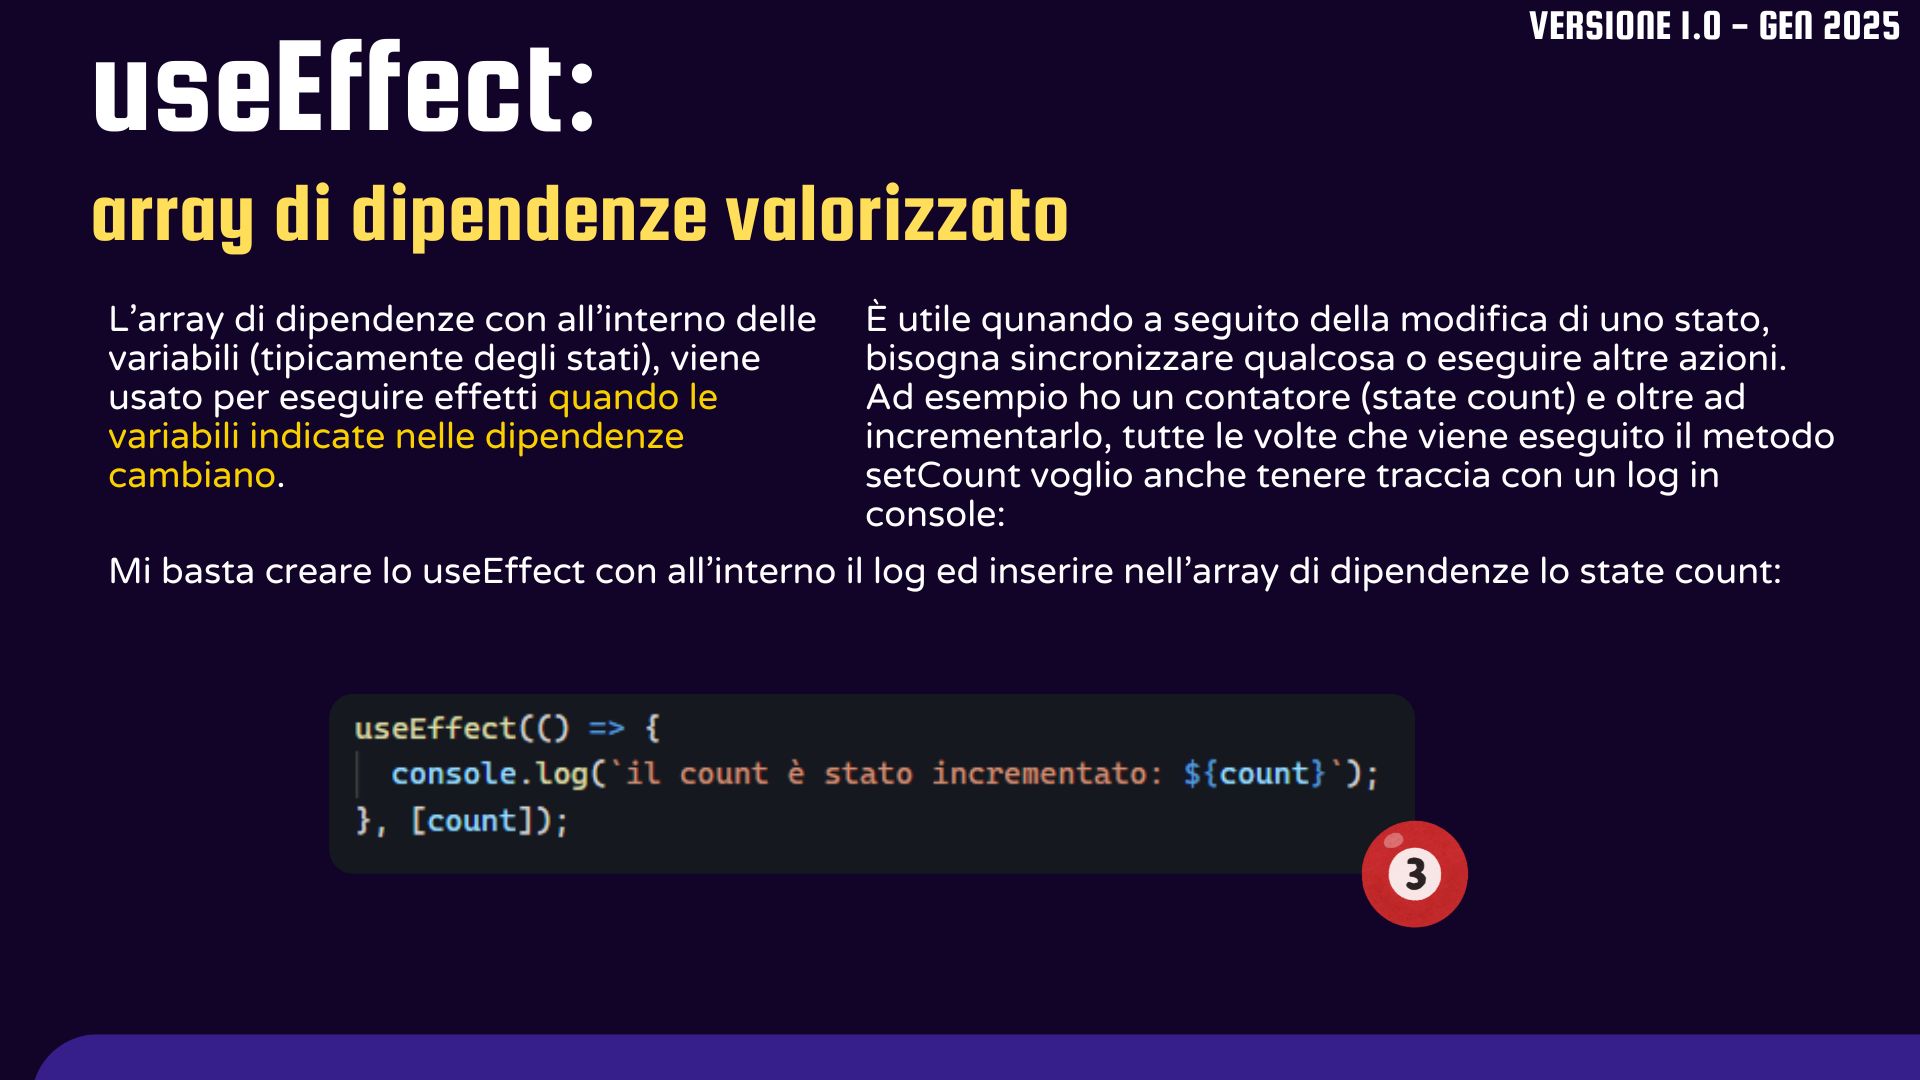 VERSIONE 1.0 - GEN 2025
useEffect:
array di dipendenze valorizzato
L’array di dipendenze con all’interno delle
variabili (tipicamente degli stati), viene
usato per eseguire effetti quando le
variabili indicate nelle dipendenze
cambiano.
È utile qunando a seguito della modifica di uno stato,
bisogna sincronizzare qualcosa o eseguire altre azioni.
Ad esempio ho un contatore (state count) e oltre ad
incrementarlo, tutte le volte che viene eseguito il metodo
setCount voglio anche tenere traccia con un log in
console:
Mi basta creare lo useEffect con all’interno il log ed inserire nell’array di dipendenze lo state count:
useEffect(() => {
console.log(`il count è stato incrementato: ${count}`);
}, [count]);
3